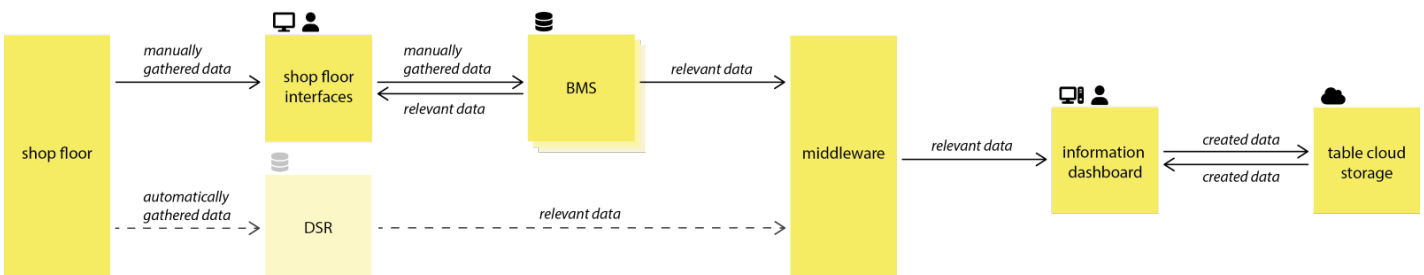 shop floor
manually
gathered data
shop floor
interfaces
manually
gathered data
relevant data
BMS
relevant data
automatically
gathered data
DSR
relevant data
middleware
relevant data
information
dashboard
created data
created data
table cloud
storage